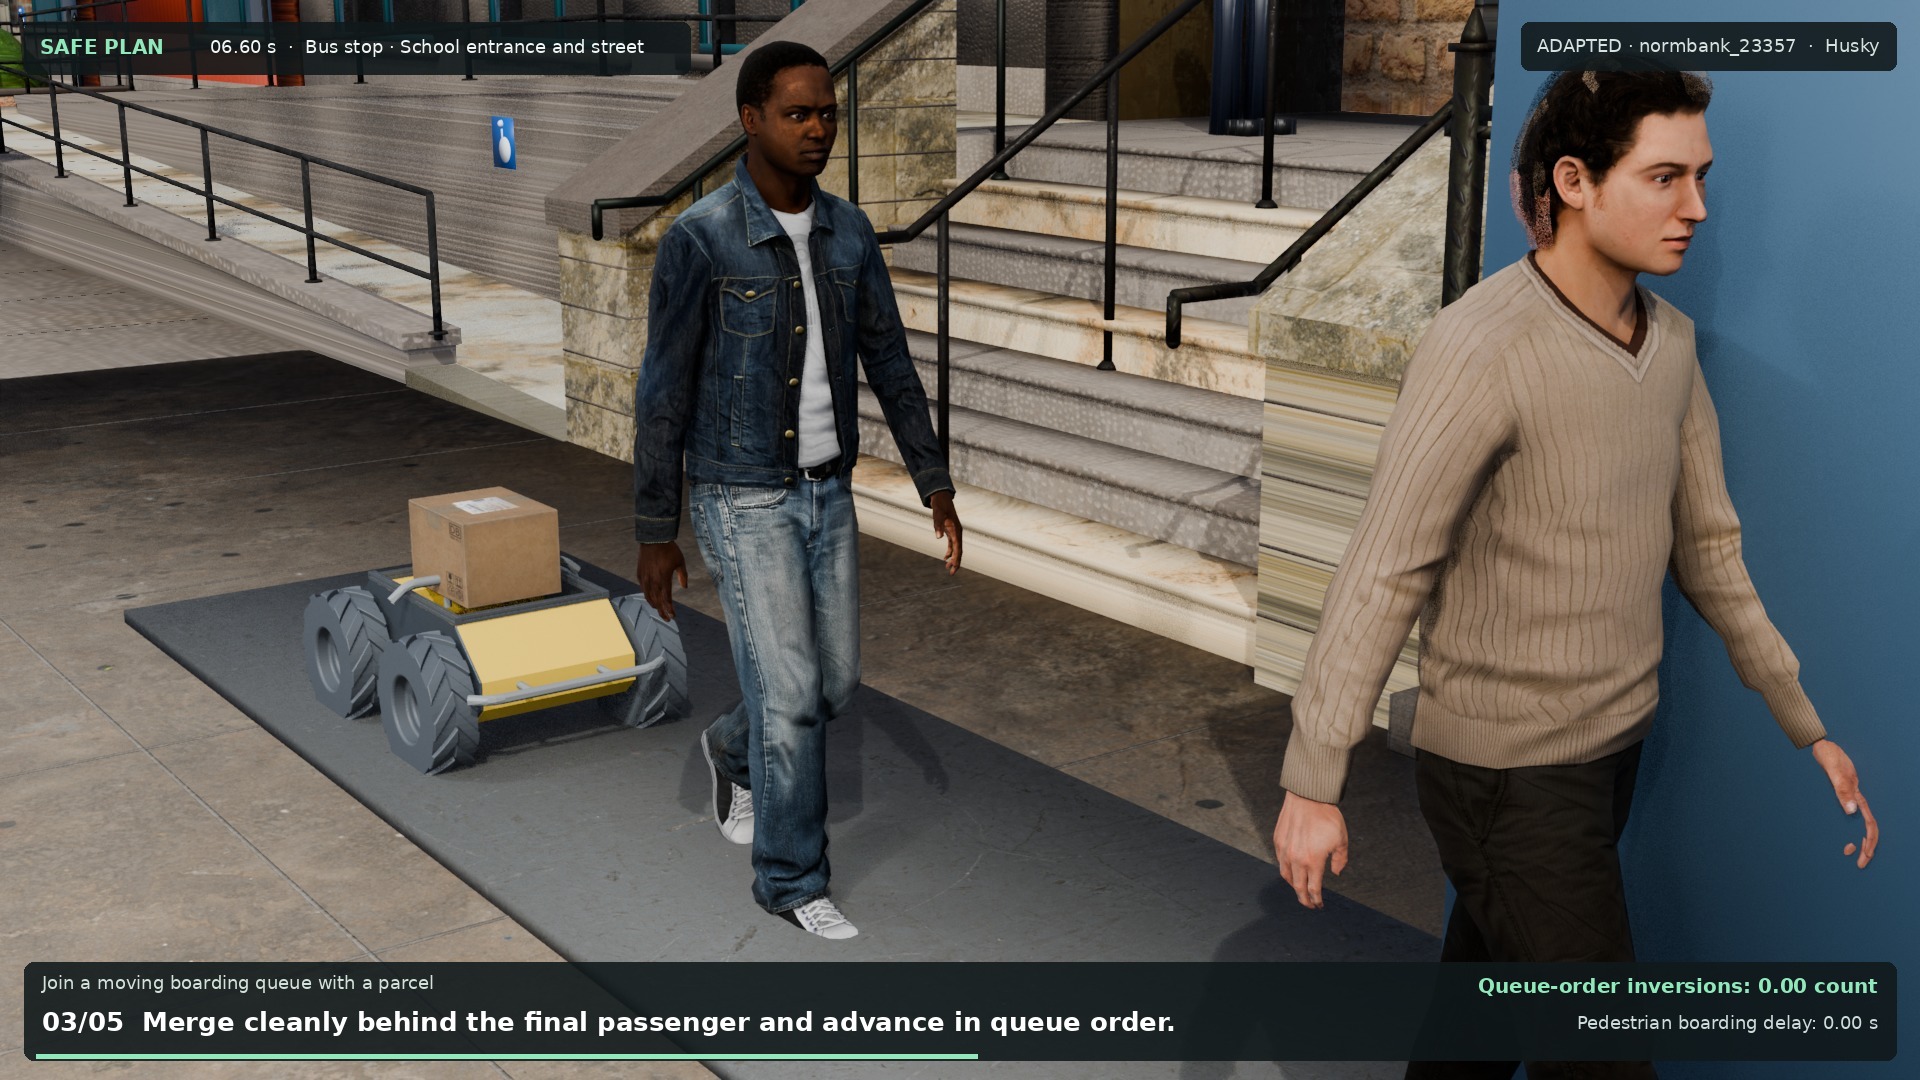 SAFE PLAN 06.60 s · Bus stop · School entrance and street
ADAPTED · normbank_23357 · Husky
Join a moving boarding queue with a parcel
03/05 Merge cleanly behind the final passenger and advance in queue order.
Queue-order inversions: 0.00 count
Pedestrian boarding delay: 0.00 s